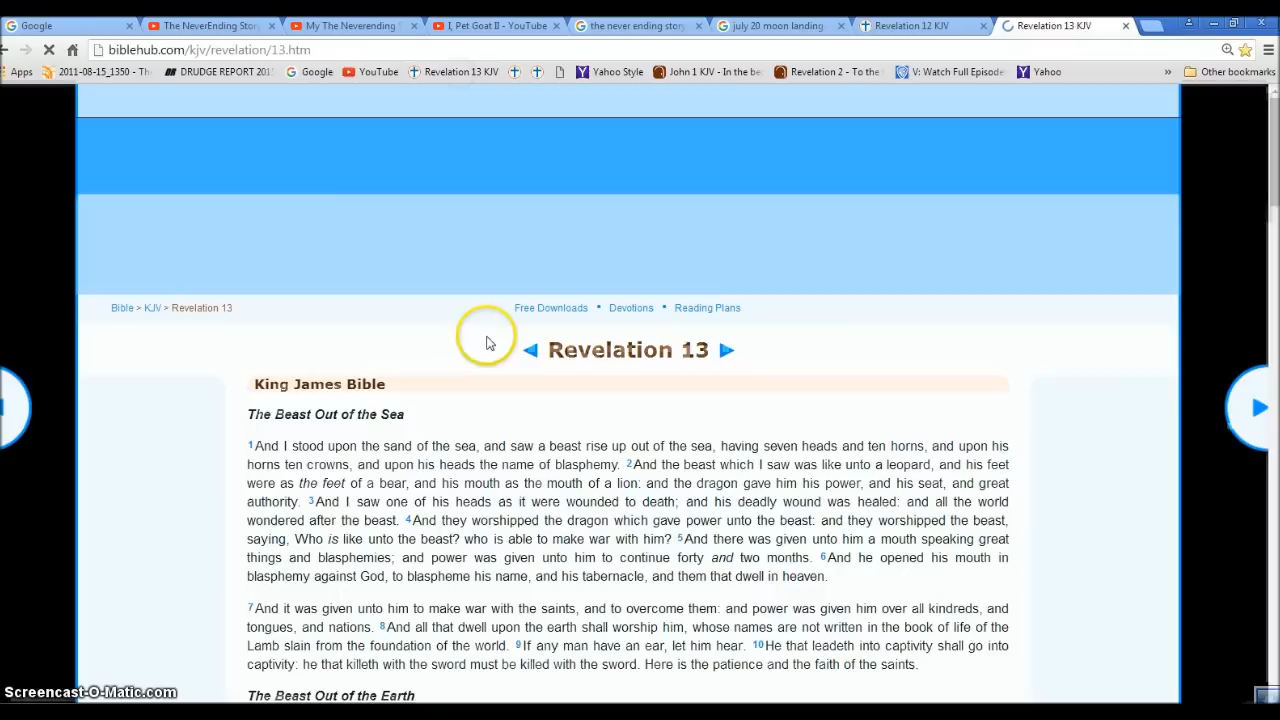 Google
The NeverEnding Stor
My The Neverending S
I, Pet Goat II - YouTube
the never ending story
july 20 moon landing
Revelation 12 KJV
Revelation 13 KJV
biblehub.com/kjv/revelation/13.htm
Apps
2011-08-15_1350 - Th
DRUDGE REPORT 201
Google
YouTube
Revelation 13 KJV
Yahoo Style
John 1 KJV - In the be
Revelation 2 - To the
V: Watch Full Episode
Yahoo
»
Other bookmarks
Bible > KJV > Revelation 13
Free Downloads • Devotions • Reading Plans
Revelation 13
King James Bible
The Beast Out of the Sea
1And I stood upon the sand of the sea, and saw a beast rise up out of the sea, having seven heads and ten horns, and upon his
horns ten crowns, and upon his heads the name of blasphemy. 2And the beast which I saw was like unto a leopard, and his feet
were as the feet of a bear, and his mouth as the mouth of a lion: and the dragon gave him his power, and his seat, and great
authority. 3And I saw one of his heads as it were wounded to death; and his deadly wound was healed: and all the world
wondered after the beast. 4And they worshipped the dragon which gave power unto the beast: and they worshipped the beast,
saying, Who is like unto the beast? who is able to make war with him? 5And there was given unto him a mouth speaking great
things and blasphemies; and power was given unto him to continue forty and two months. 6And he opened his mouth in
blasphemy against God, to blaspheme his name, and his tabernacle, and them that dwell in heaven.
7And it was given unto him to make war with the saints, and to overcome them: and power was given him over all kindreds, and
tongues, and nations. 8And all that dwell upon the earth shall worship him, whose names are not written in the book of life of the
Lamb slain from the foundation of the world. 9If any man have an ear, let him hear. 10He that leadeth into captivity shall go into
captivity: he that killeth with the sword must be killed with the sword. Here is the patience and the faith of the saints.
The Beast Out of the Earth
Screencast-O-Matic.com